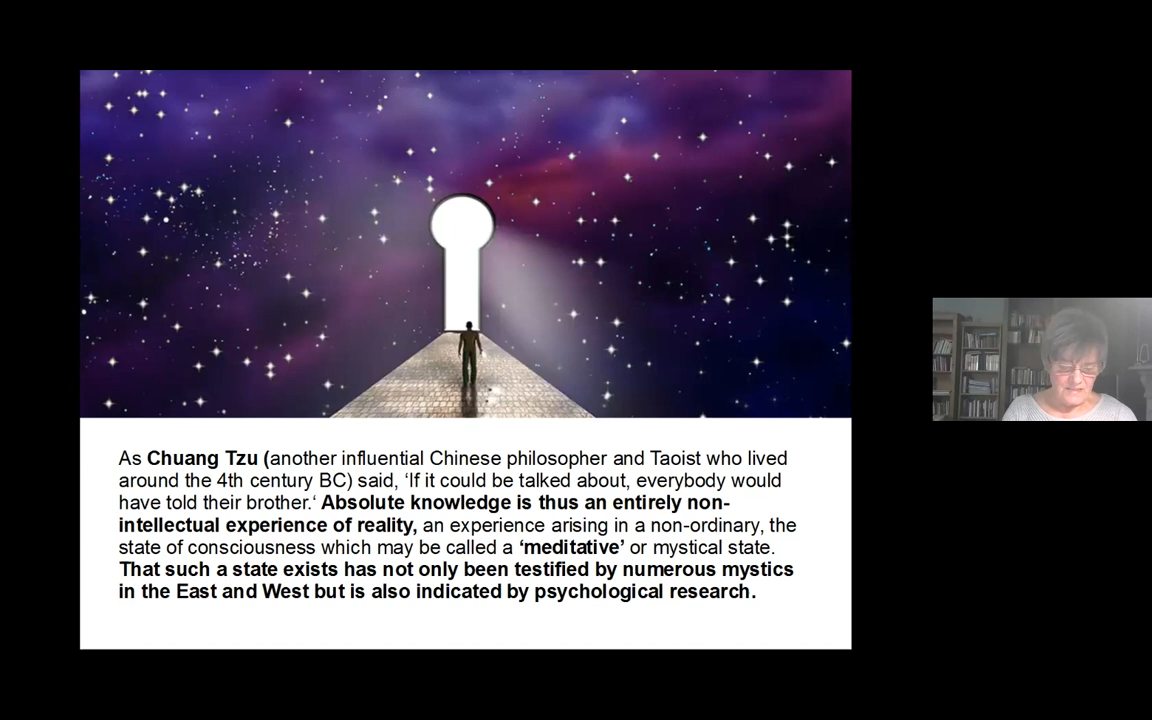 As Chuang Tzu (another influential Chinese philosopher and Taoist who lived
around the 4th century BC) said, ‘If it could be talked about, everybody would
have told their brother.‘ Absolute knowledge is thus an entirely non-
intellectual experience of reality, an experience arising in a non-ordinary, the
state of consciousness which may be called a ‘meditative’ or mystical state.
That such a state exists has not only been testified by numerous mystics
in the East and West but is also indicated by psychological research.